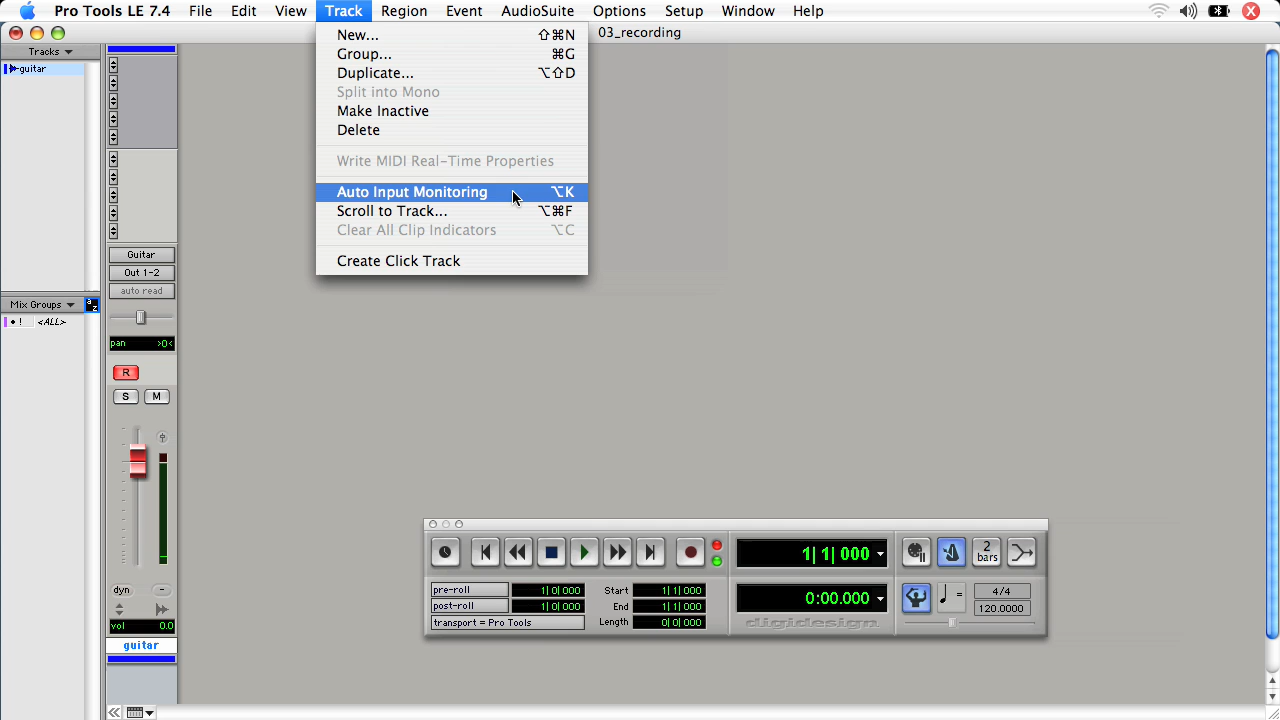 Pro Tools LE 7.4 File Edit View Track Region Event AudioSuite Options Setup Window Help
03_recording
Tracks
guitar
New... ⇧⌘N
Group... ⌘G
Duplicate... ⌥⇧D
Split into Mono
Make Inactive
Delete
Write MIDI Real-Time Properties
Auto Input Monitoring ⌥K
Scroll to Track... ⌥⌘F
Clear All Clip Indicators ⌥C
Create Click Track
Mix Groups a z
! <ALL>
Guitar
Out 1-2
auto read
pan >0<
R
S M
dyn -
vol 0.0
guitar
1| 1| 000
2 bars
pre-roll 1| 0| 000
post-roll 1| 0| 000
transport = Pro Tools
Start 1| 1| 000
End 1| 1| 000
Length 0| 0| 000
0:00.000
digidesign
4/4
120.0000